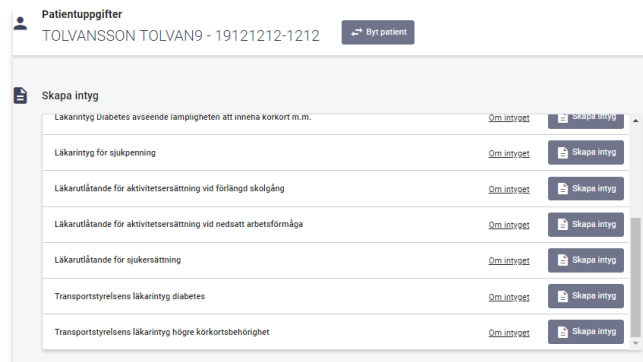 Patientuppgifter
TOLVANSSON TOLVAN9 - 19121212-1212 Byt patient
Skapa intyg
Läkarintyg Diabetes avseende lämpligheten att inneha körkort m.m. Om intyget Skapa intyg
Läkarintyg för sjukpenning Om intyget Skapa intyg
Läkarutlåtande för aktivitetsersättning vid förlängd skolgång Om intyget Skapa intyg
Läkarutlåtande för aktivitetsersättning vid nedsatt arbetsförmåga Om intyget Skapa intyg
Läkarutlåtande för sjukersättning Om intyget Skapa intyg
Transportstyrelsens läkarintyg diabetes Om intyget Skapa intyg
Transportstyrelsens läkarintyg högre körkortsbehörighet Om intyget Skapa intyg